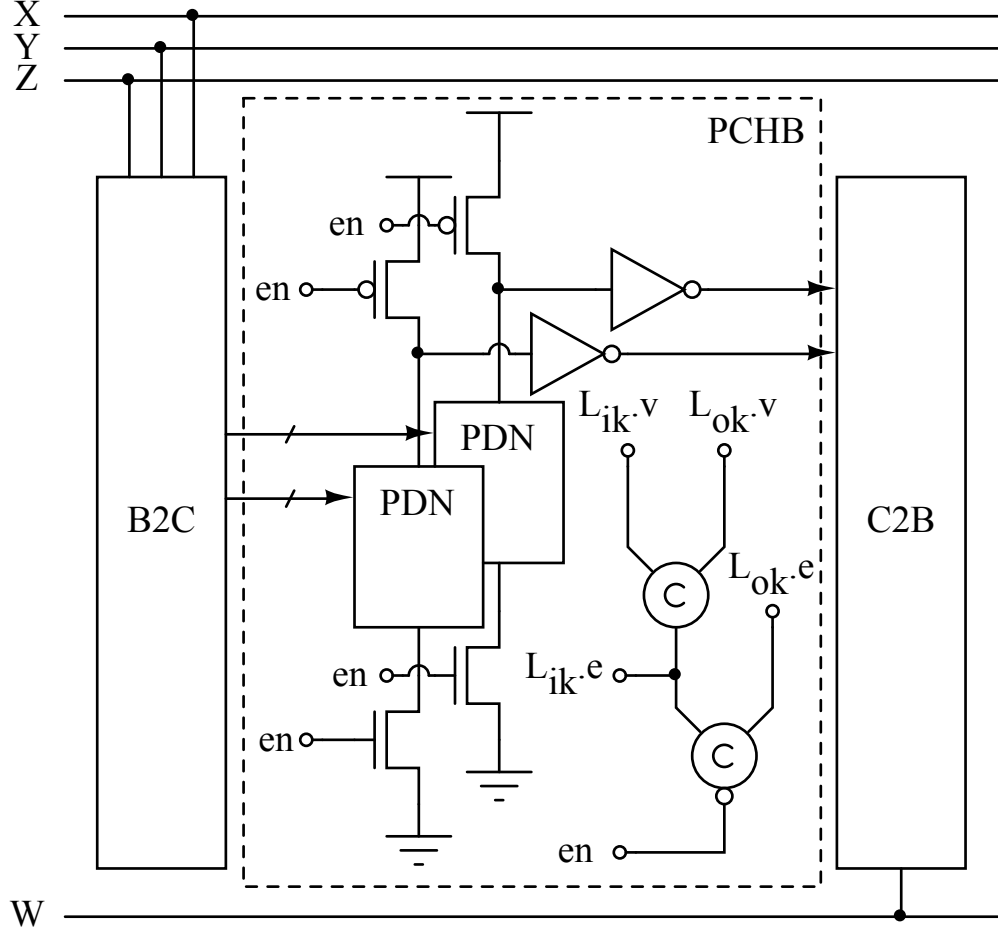 X
Y
Z
PCHB
en
en
L_ik.v L_ok.v
PDN
PDN
B2C
C2B
C
L_ok.e
en
L_ik.e
en
C
en
W